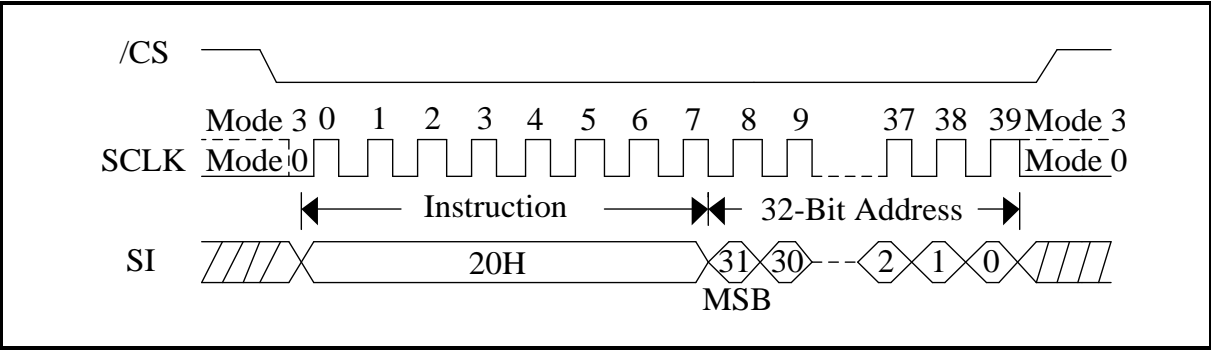 /CS
Mode 3 0 1 2 3 4 5 6 7 8 9 37 38 39 Mode 3
SCLK Mode 0 Mode 0
Instruction 32-Bit Address
SI 20H 31 30 2 1 0
MSB